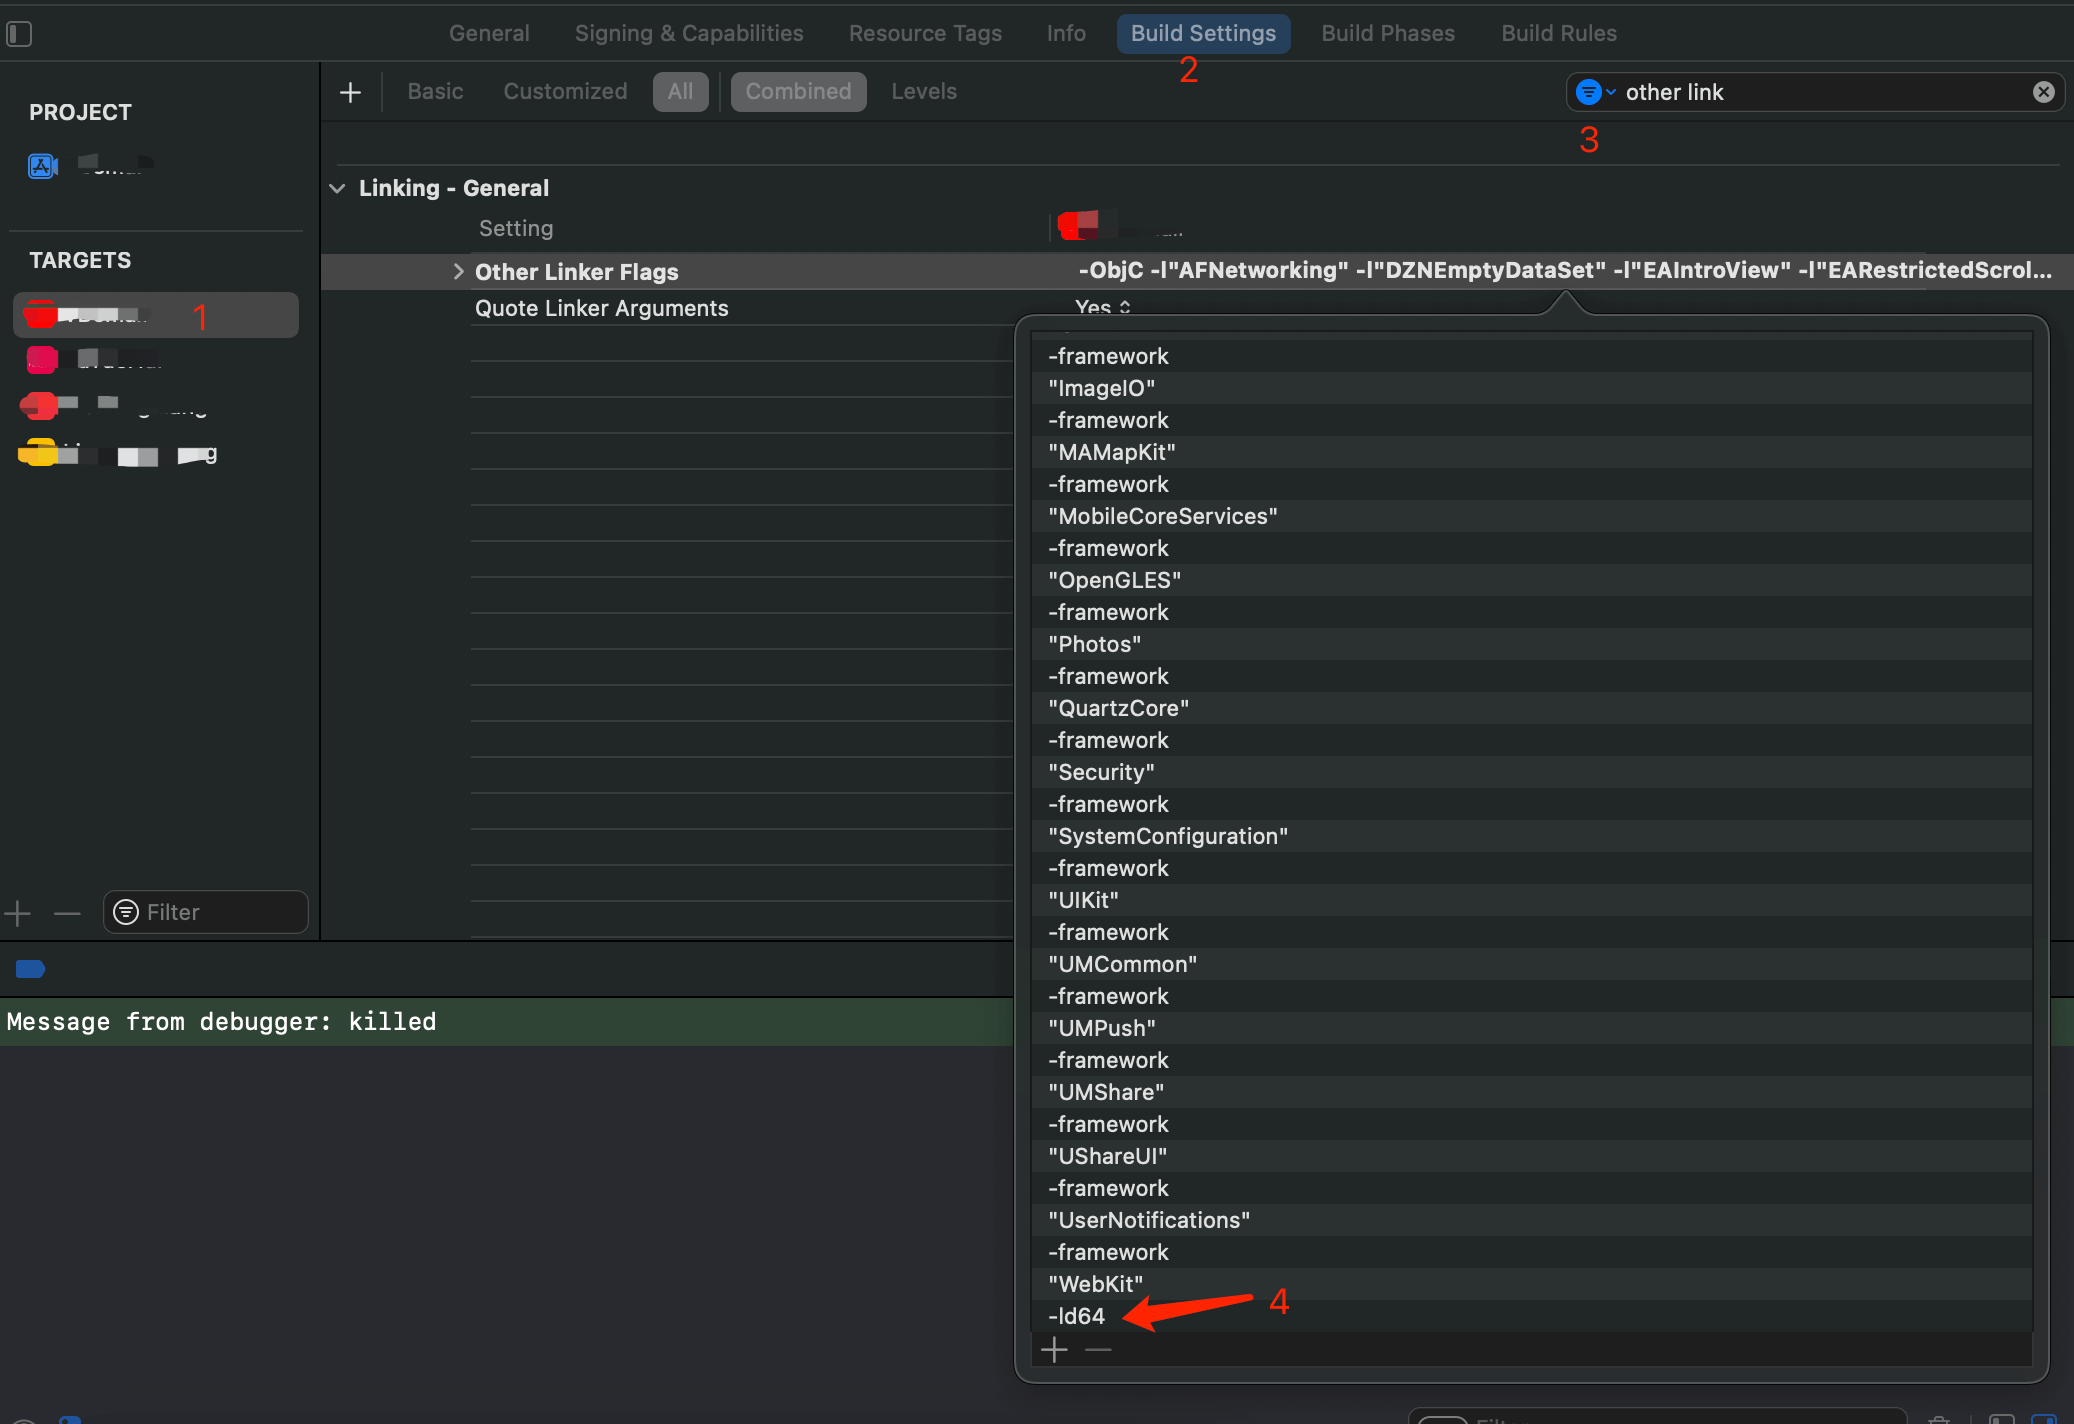 General Signing & Capabilities Resource Tags Info Build Settings Build Phases Build Rules
2
Basic Customized All Combined Levels
other link
3
PROJECT
TARGETS
1
Filter
Linking - General
Setting
Other Linker Flags -ObjC -l"AFNetworking" -l"DZNEmptyDataSet" -l"EAIntroView" -l"EARestrictedScrol...
Quote Linker Arguments Yes
-framework
"ImageIO"
-framework
"MAMapKit"
-framework
"MobileCoreServices"
-framework
"OpenGLES"
-framework
"Photos"
-framework
"QuartzCore"
-framework
"Security"
-framework
"SystemConfiguration"
-framework
"UIKit"
-framework
"UMCommon"
-framework
"UMPush"
-framework
"UMShare"
-framework
"UShareUI"
-framework
"UserNotifications"
-framework
"WebKit"
-ld64
4
Message from debugger: killed